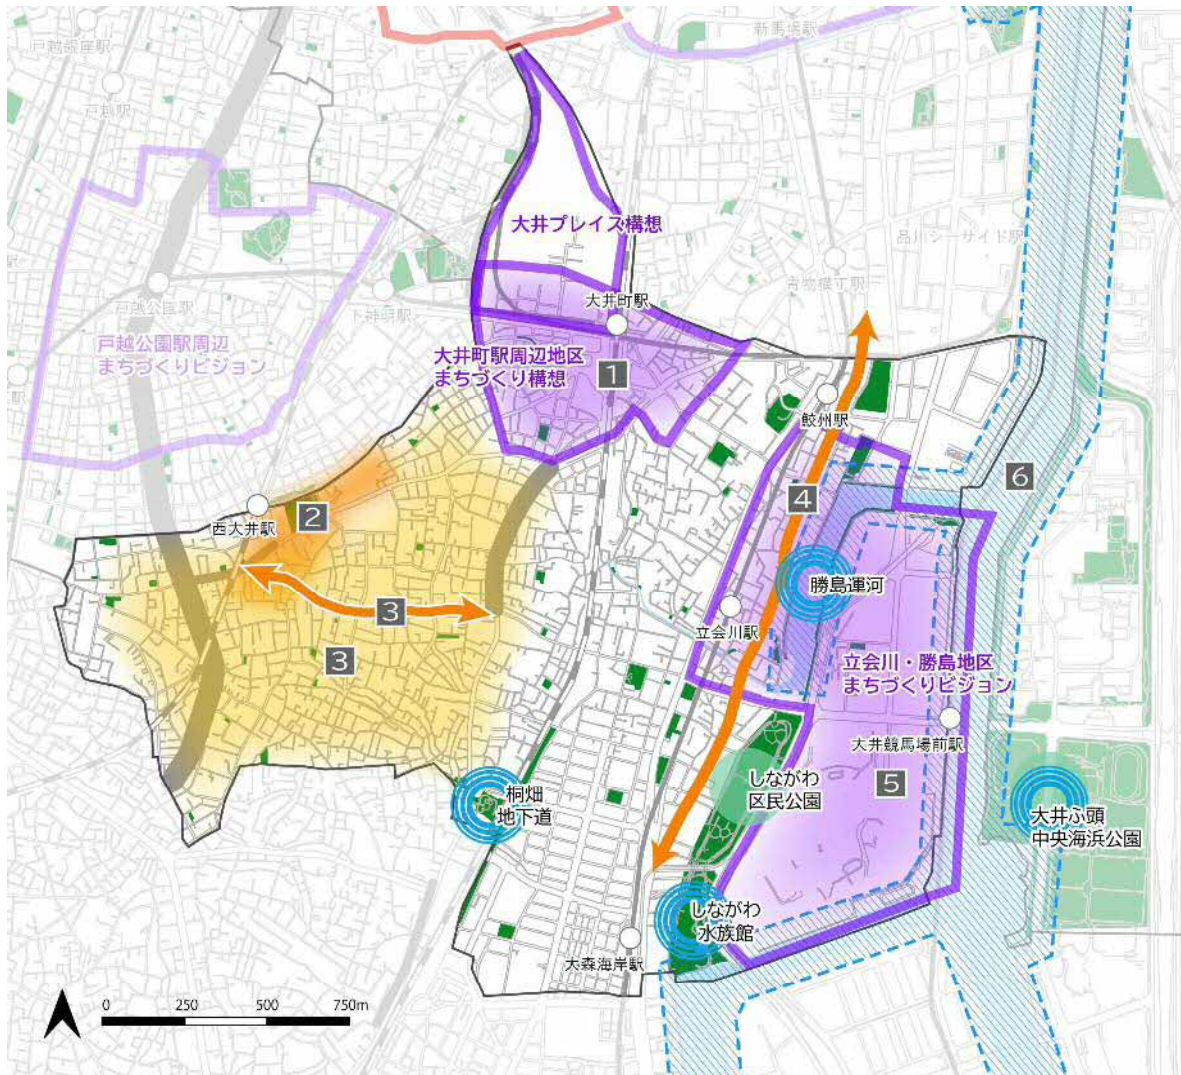 戸越銀座駅
新馬場駅
戸越駅
大井プレイス構想
品川シーサイド駅
青物横丁駅
戸越公園駅
下神明駅
大井町駅
戸越公園駅周辺
まちづくりビジョン
大井町駅周辺地区
まちづくり構想
1
鮫洲駅
6
4
2
西大井駅
勝島運河
3
立会川駅
3
立会川・勝島地区
まちづくりビジョン
大井競馬場前駅
しながわ
区民公園
5
桐畑
地下道
大井ふ頭
中央海浜公園
しながわ
水族館
大森海岸駅
0 250 500 750m